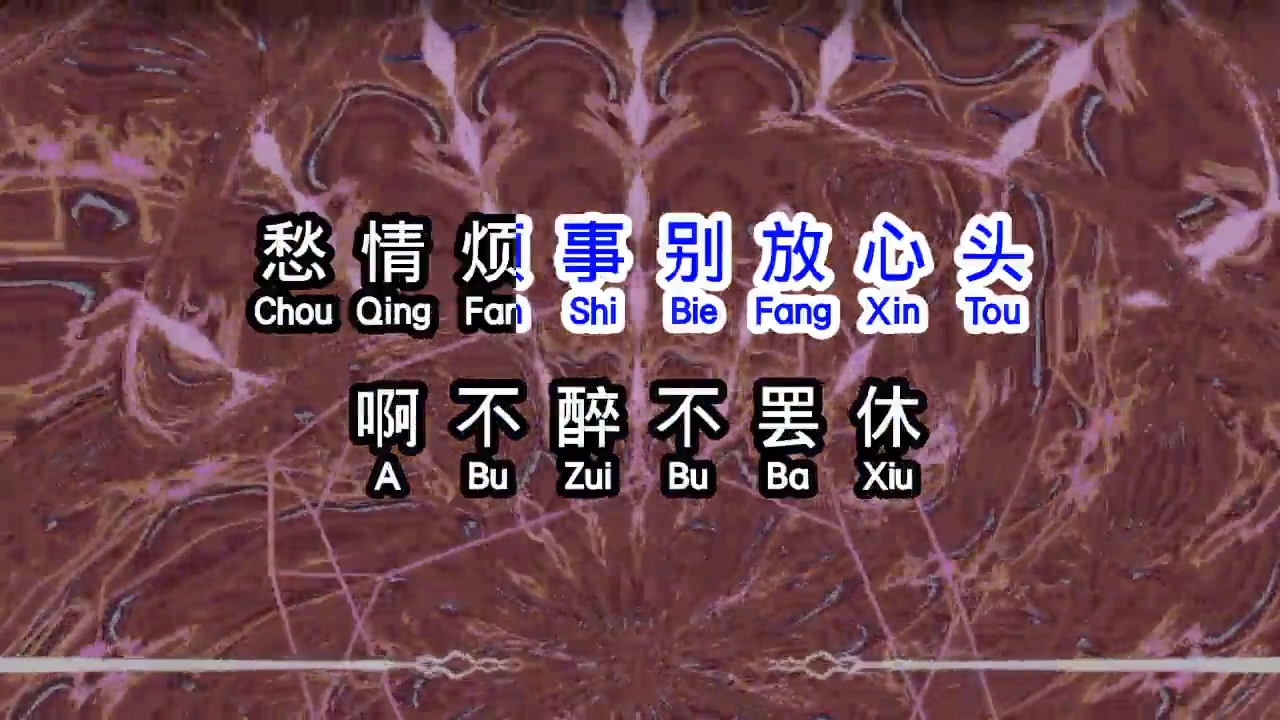 愁 情 烦 事 别 放 心 头
Chou Qing Fan Shi Bie Fang Xin Tou
啊 不 醉 不 罢 休
A Bu Zui Bu Ba Xiu